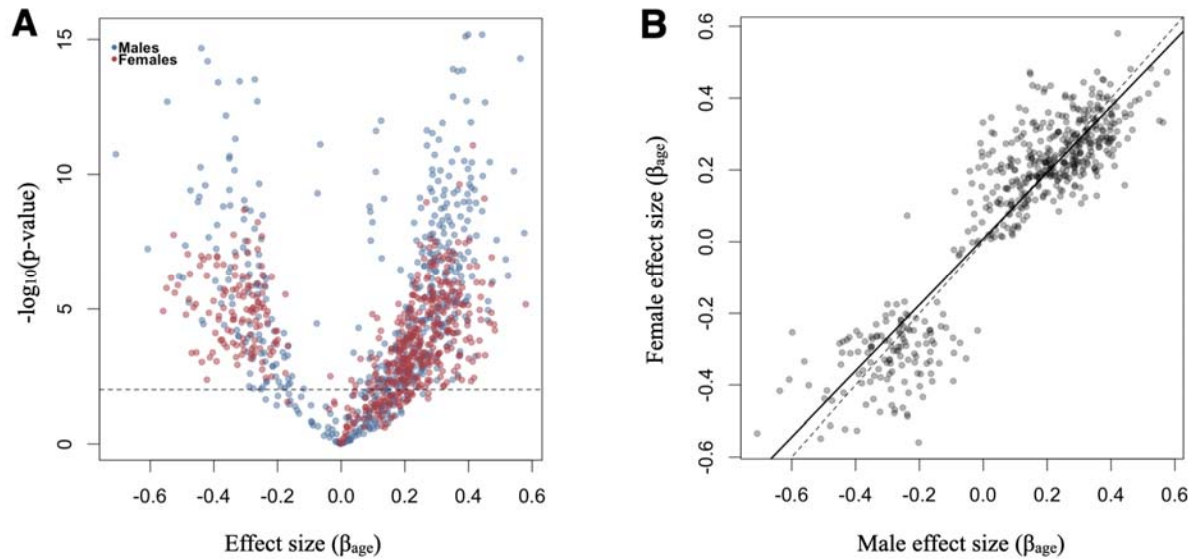 A
Males
Females
15
10
5
0
-log₁₀(p-value)
-0.6 -0.4 -0.2 0.0 0.2 0.4 0.6
Effect size (βage)
B
0.6
0.4
0.2
0.0
-0.2
-0.4
-0.6
Female effect size (βage)
-0.6 -0.4 -0.2 0.0 0.2 0.4 0.6
Male effect size (βage)